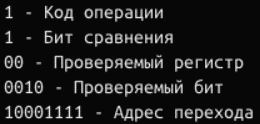 1 - Код операции
1 - Бит сравнения
00 - Проверяемый регистр
0010 - Проверяемый бит
10001111 - Адрес перехода